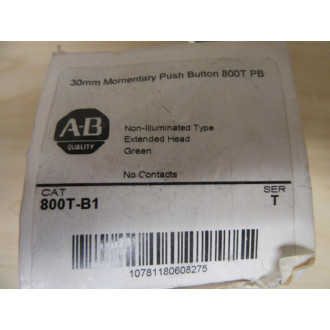 30mm Momentary Push Button 800T PB
A-B
QUALITY
Non-Illuminated Type
Extended Head
Green
No Contacts
CAT
SER
800T-B1
T
10781180608275